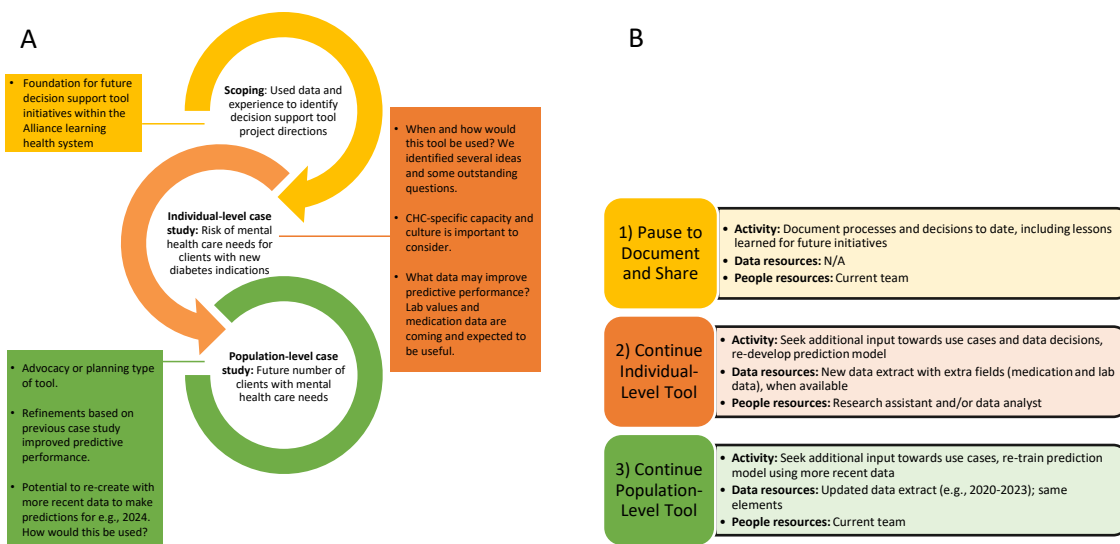 A
• Foundation for future
decision support tool
initiatives within the
Alliance learning
health system
Scoping: Used data and
experience to identify
decision support tool
project directions
• When and how would
this tool be used? We
identified several ideas
and some outstanding
questions.
• CHC-specific capacity and
culture is important to
consider.
• What data may improve
predictive performance?
Lab values and
medication data are
coming and expected to
be useful.
Individual-level case
study: Risk of mental
health care needs for
clients with new
diabetes indications
Population-level case
study: Future number of
clients with mental
health care needs
• Advocacy or planning type
of tool.
• Refinements based on
previous case study
improved predictive
performance.
• Potential to re-create with
more recent data to make
predictions for e.g., 2024.
How would this be used?
B
1) Pause to
Document
and Share
• Activity: Document processes and decisions to date, including lessons
learned for future initiatives
• Data resources: N/A
• People resources: Current team
2) Continue
Individual-
Level Tool
• Activity: Seek additional input towards use cases and data decisions,
re-develop prediction model
• Data resources: New data extract with extra fields (medication and lab
data), when available
• People resources: Research assistant and/or data analyst
3) Continue
Population-
Level Tool
• Activity: Seek additional input towards use cases, re-train prediction
model using more recent data
• Data resources: Updated data extract (e.g., 2020-2023); same
elements
• People resources: Current team